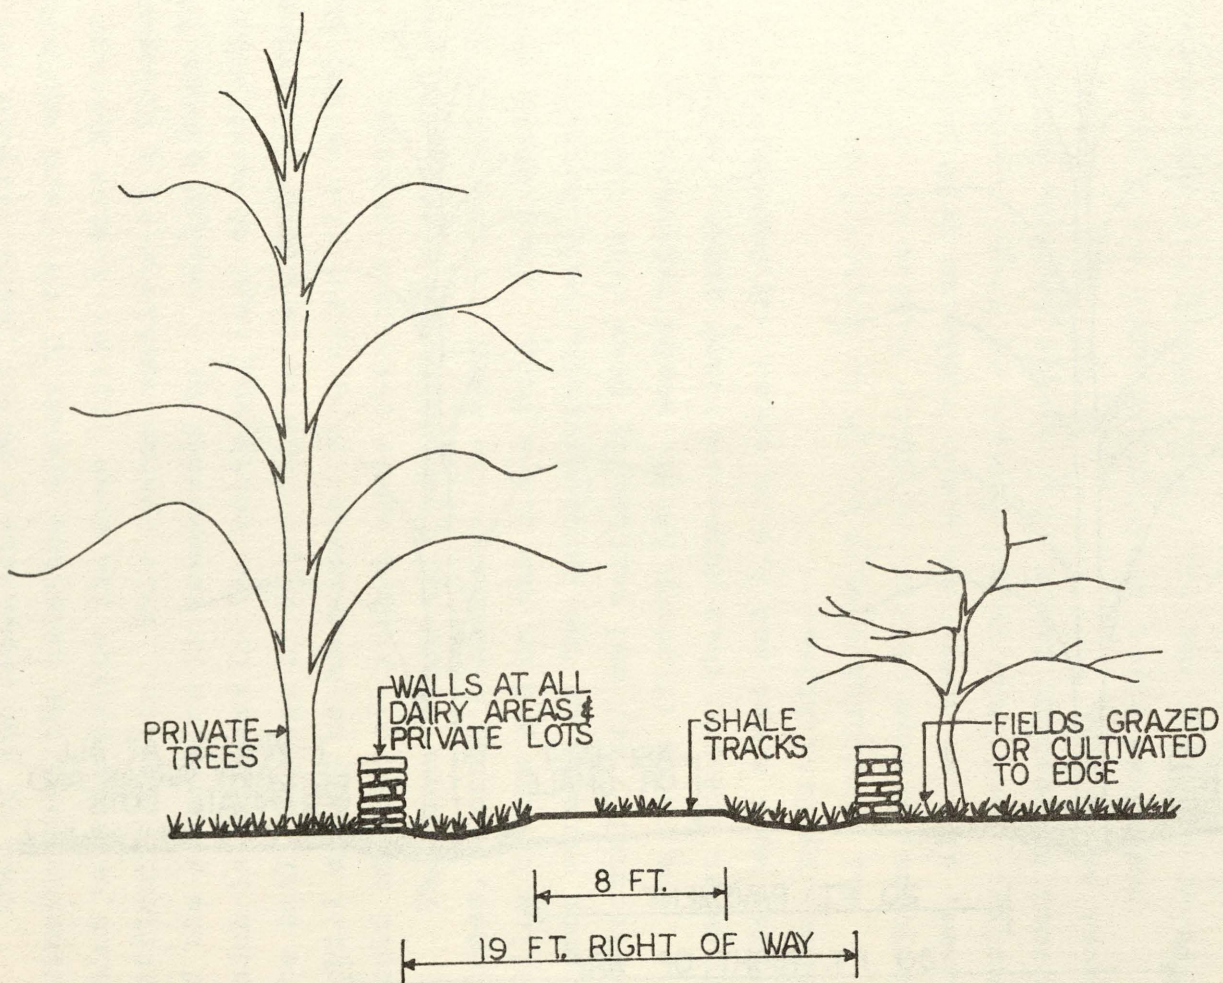 PRIVATE
TREES
WALLS AT ALL
DAIRY AREAS &
PRIVATE LOTS
SHALE
TRACKS
FIELDS GRAZED
OR CULTIVATED
TO EDGE
8 FT.
19 FT. RIGHT OF WAY